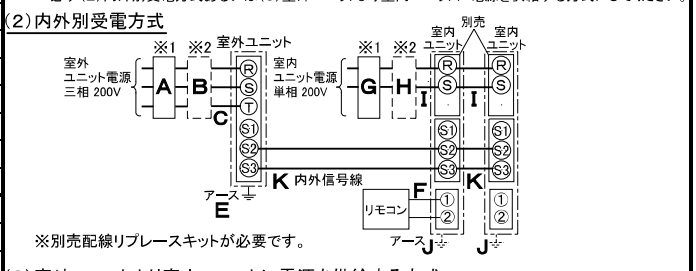 (2)内外別受電方式
※1 ※2 室外ユニット
室外
ユニット電源
三相 200V
A B C
R
S
T
S1
S2
S3
アース
E
※1 ※2
室内
ユニット電源
単相 200V
G H I I
別売
室内
ユニット
室内
ユニット
R
S
S1
S2
S3
R
S
S1
S2
S3
K 内外信号線
K
リモコン
F
①
②
①
②
アース J J
※別売配線リプレースキットが必要です。